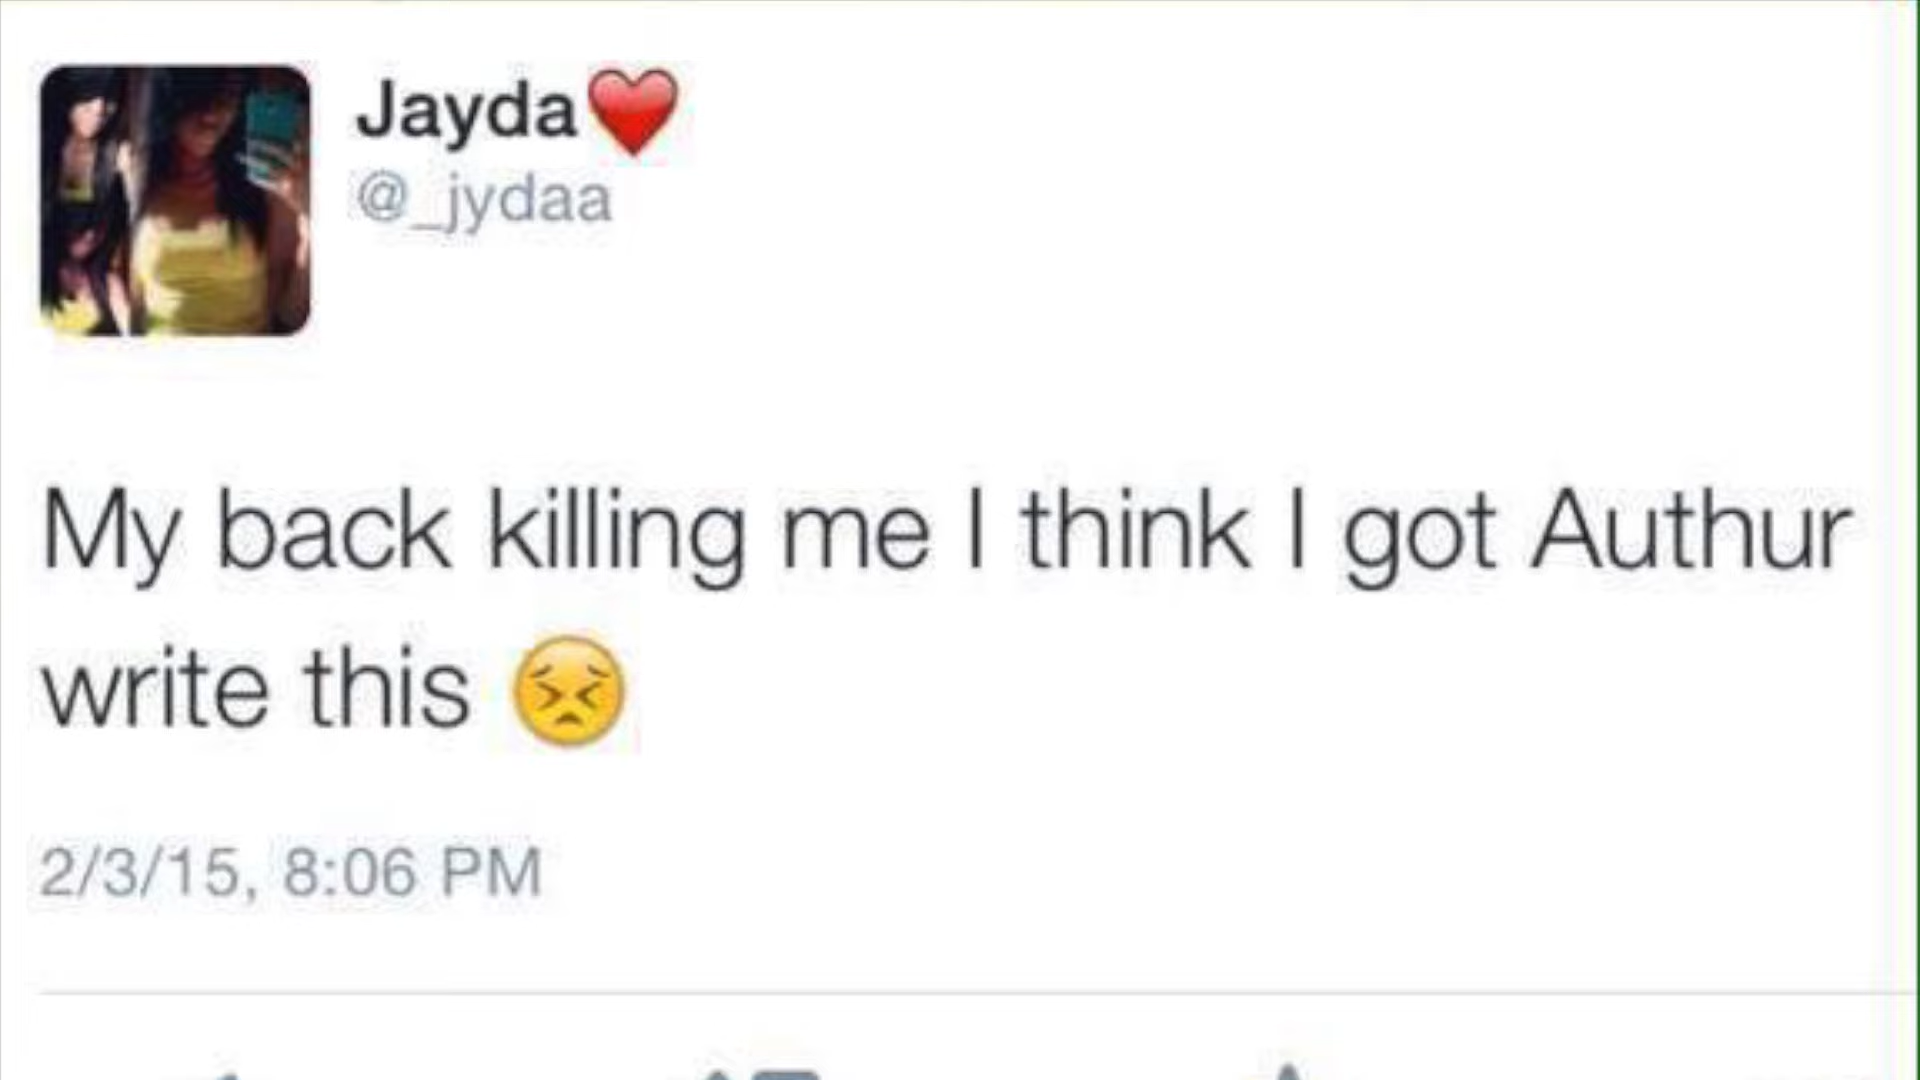 Jayda❤️
@_jydaa
My back killing me I think I got Authur
write this 😣
2/3/15, 8:06 PM